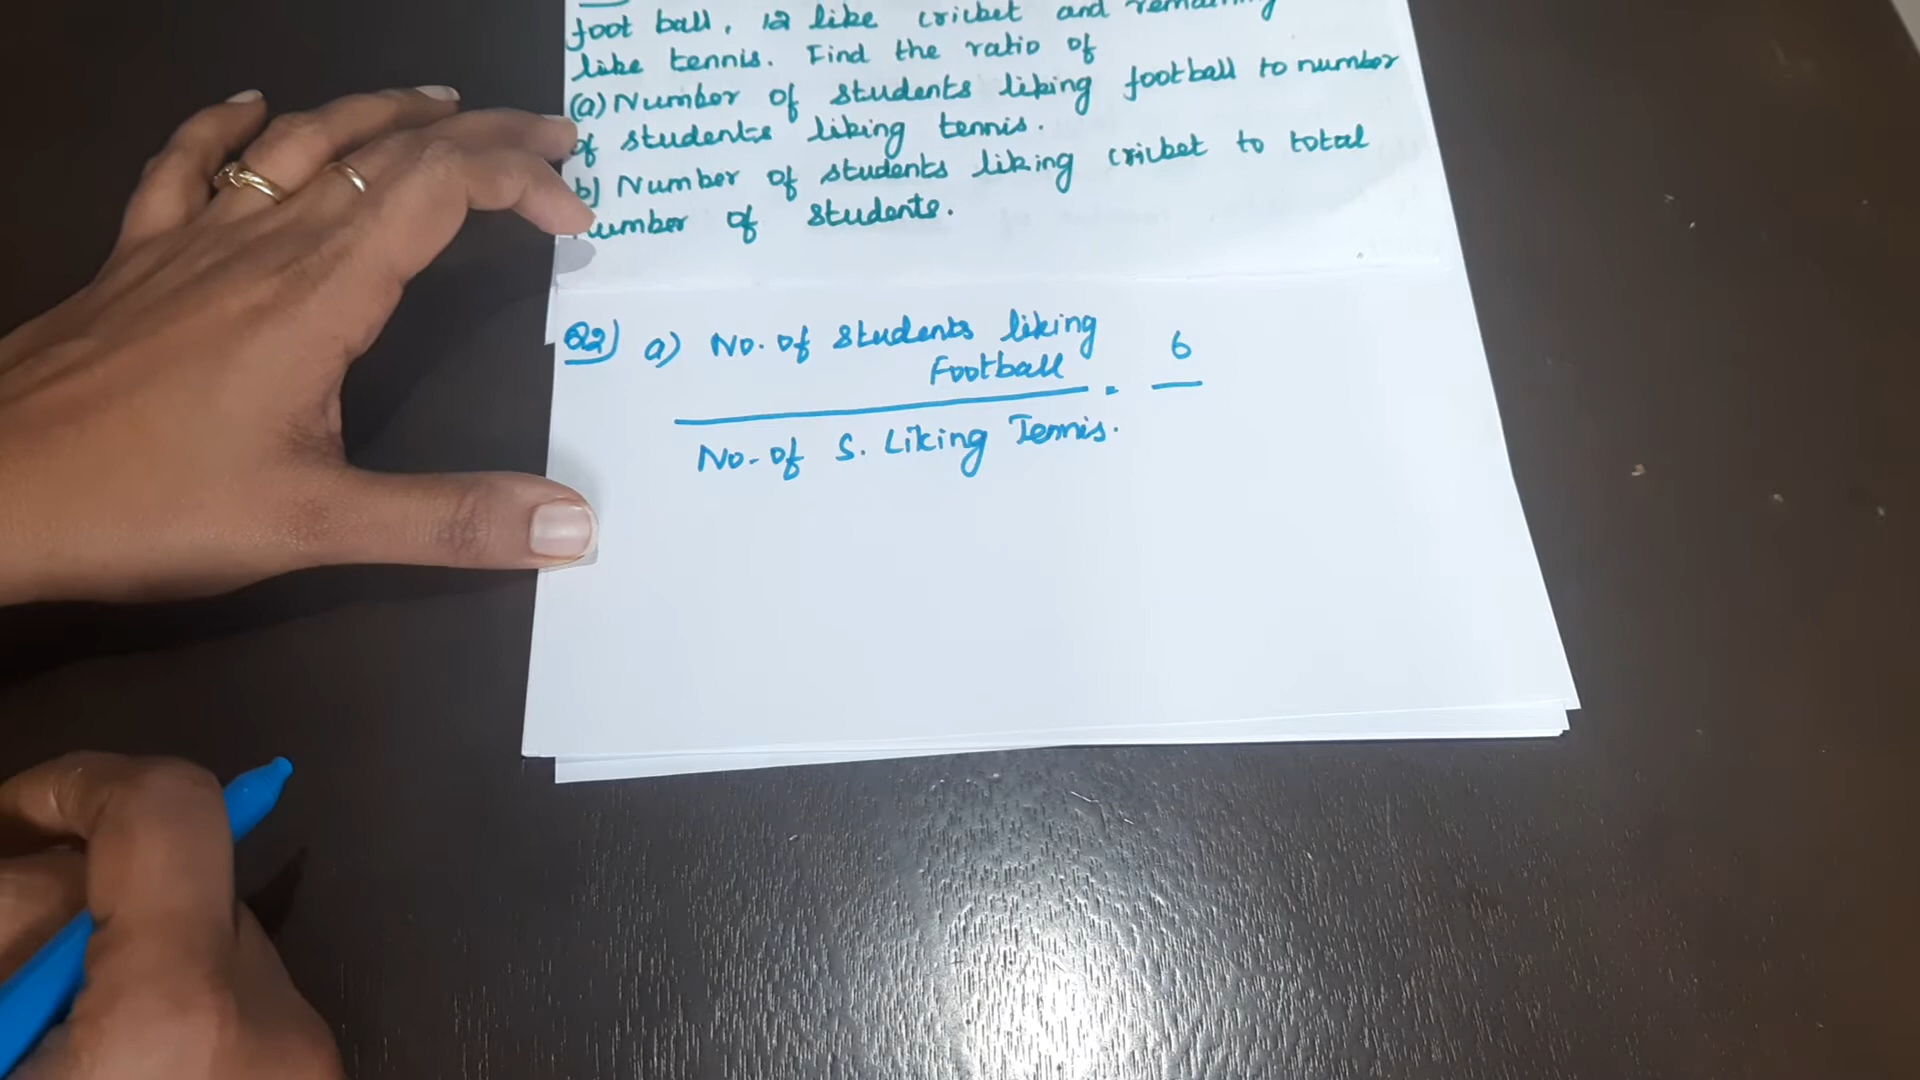 foot ball, 12 like cricket and remaining
like tennis. Find the ratio of
(a) Number of students liking football to number
of students liking tennis.
b) Number of students liking cricket to total
number of students.
Q2) a) No. of students liking
Football
= 6
No. of S. Liking Tennis.